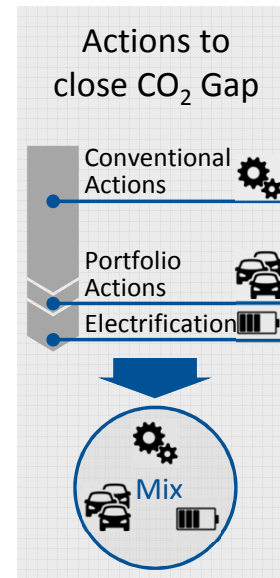 Actions to
close CO₂ Gap
Conventional
Actions
Portfolio
Actions
Electrification
Mix